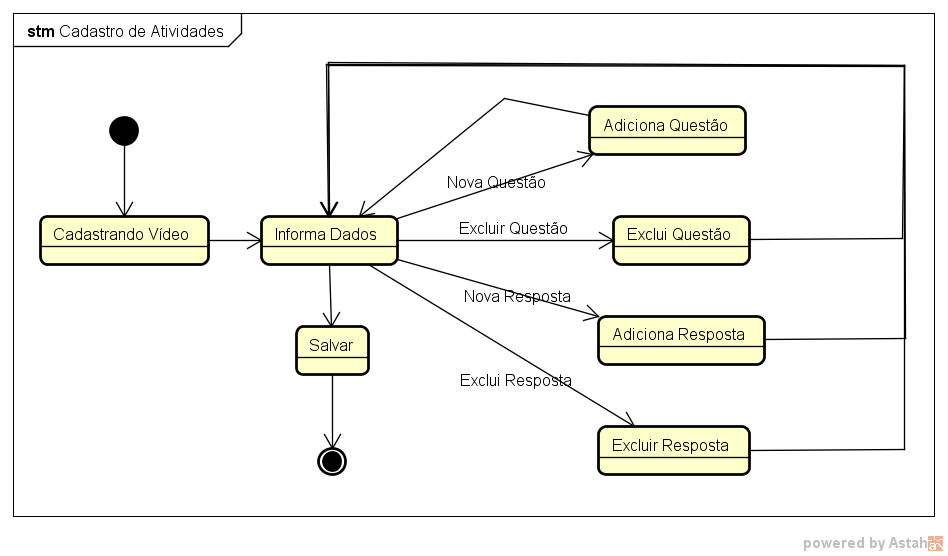 stm Cadastro de Atividades
Adiciona Questão
Nova Questão
Cadastrando Vídeo
Informa Dados
Excluir Questão
Exclui Questão
Nova Resposta
Adiciona Resposta
Salvar
Exclui Resposta
Excluir Resposta
powered by Astah